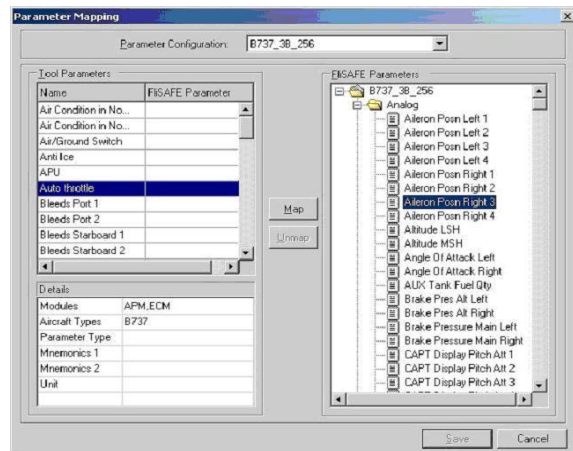 Parameter Mapping
Parameter Configuration: B737_3B_256
Tool Parameters
Name FliSAFE Parameter
Air Condition in No...
Air Condition in No...
Air/Ground Switch
Anti Ice
APU
Auto throttle
Bleeds Port 1
Bleeds Port 2
Bleeds Starboard 1
Bleeds Starboard 2
Details
Modules APM,ECM
Aircraft Types B737
Parameter Type
Mnemonics 1
Mnemonics 2
Unit
Map
Unmap
FliSAFE Parameters
B737_3B_256
Analog
Aileron Posn Left 1
Aileron Posn Left 2
Aileron Posn Left 3
Aileron Posn Left 4
Aileron Posn Right 1
Aileron Posn Right 2
Aileron Posn Right 3
Aileron Posn Right 4
Altitude LSH
Altitude MSH
Angle Of Attack Left
Angle Of Attack Right
AUX Tank Fuel Qty
Brake Pres Alt Left
Brake Pres Alt Right
Brake Pressure Main Left
Brake Pressure Main Right
CAPT Display Pitch Att 1
CAPT Display Pitch Att 2
CAPT Display Pitch Att 3
Save Cancel